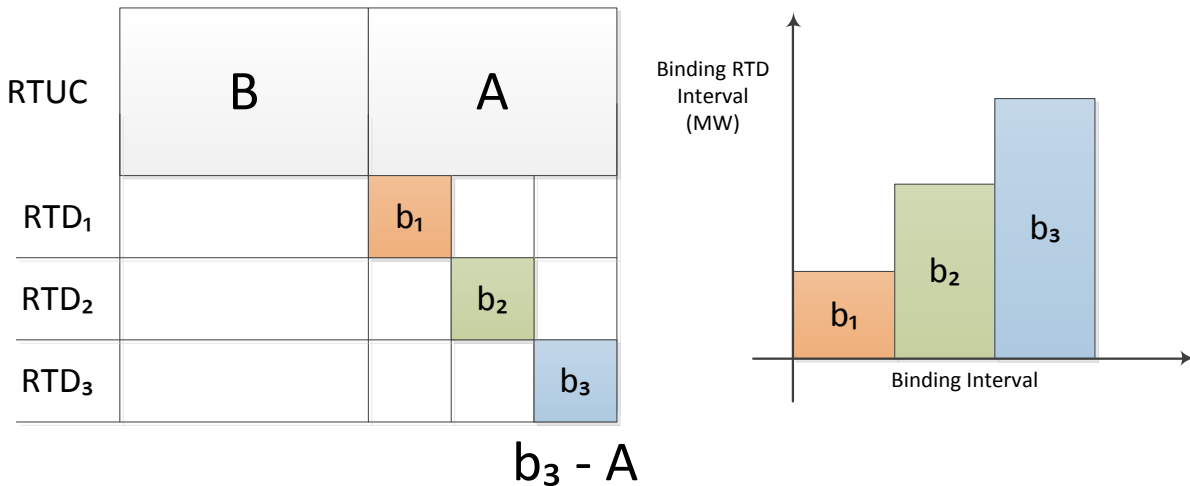 RTUC
B
A
RTD₁
b₁
RTD₂
b₂
RTD₃
b₃
b₃ - A
Binding RTD
Interval
(MW)
b₁
b₂
b₃
Binding Interval